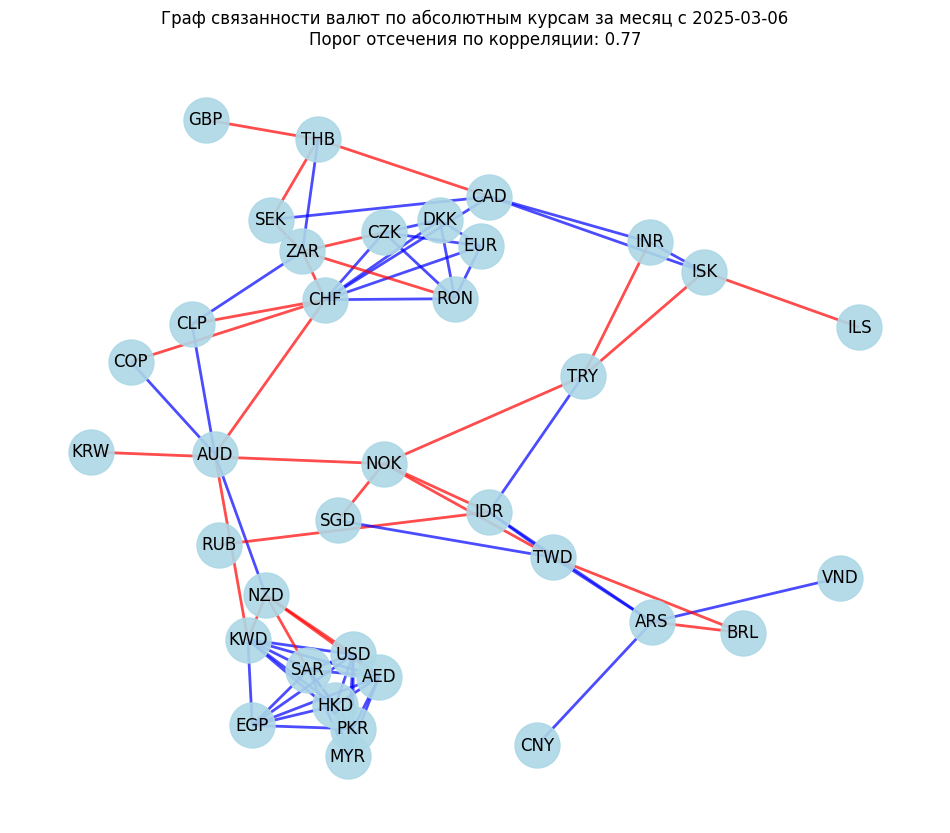 Граф связанности валют по абсолютным курсам за месяц с 2025-03-06
Порог отсечения по корреляции: 0.77
GBP
THB
CAD
SEK
DKK
CZK
EUR
INR
ZAR
ISK
CHF
RON
CLP
ILS
COP
TRY
KRW
AUD
NOK
IDR
SGD
RUB
TWD
VND
NZD
ARS
BRL
KWD
USD
SAR
AED
HKD
EGP
PKR
CNY
MYR